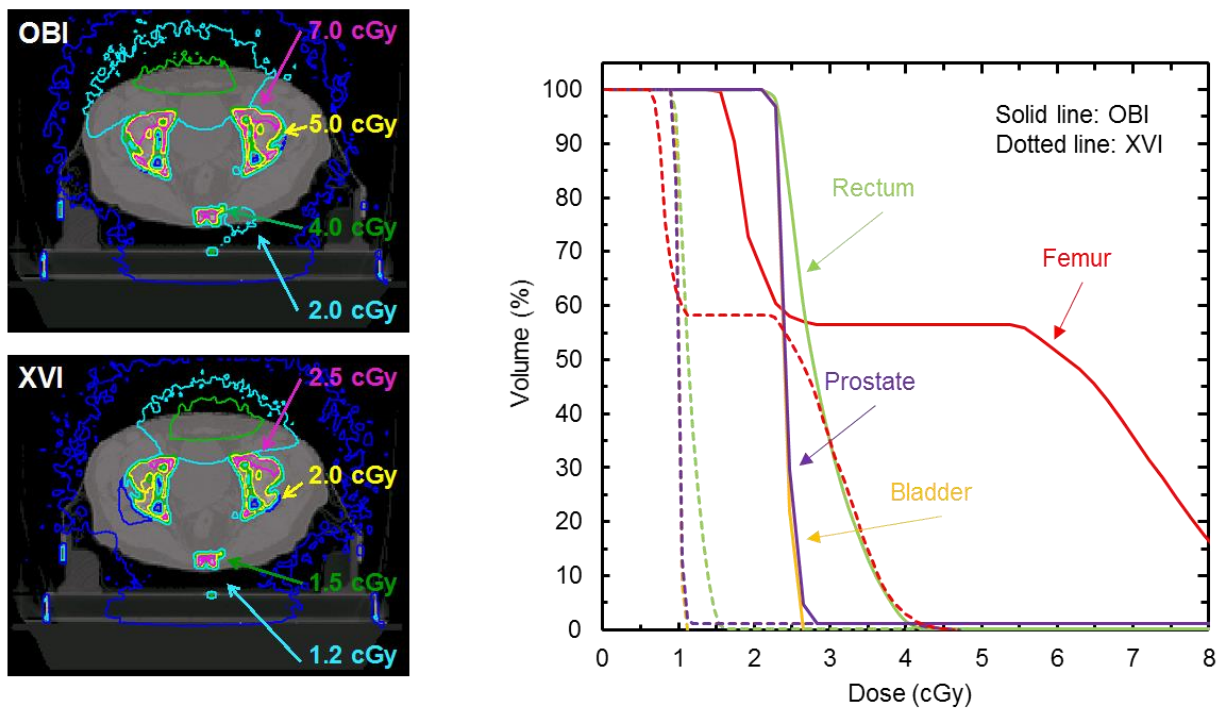 OBI
7.0 cGy
5.0 cGy
4.0 cGy
2.0 cGy
XVI
2.5 cGy
2.0 cGy
1.5 cGy
1.2 cGy
Solid line: OBI
Dotted line: XVI
Rectum
Femur
Prostate
Bladder
Volume (%)
100
90
80
70
60
50
40
30
20
10
0
0 1 2 3 4 5 6 7 8
Dose (cGy)